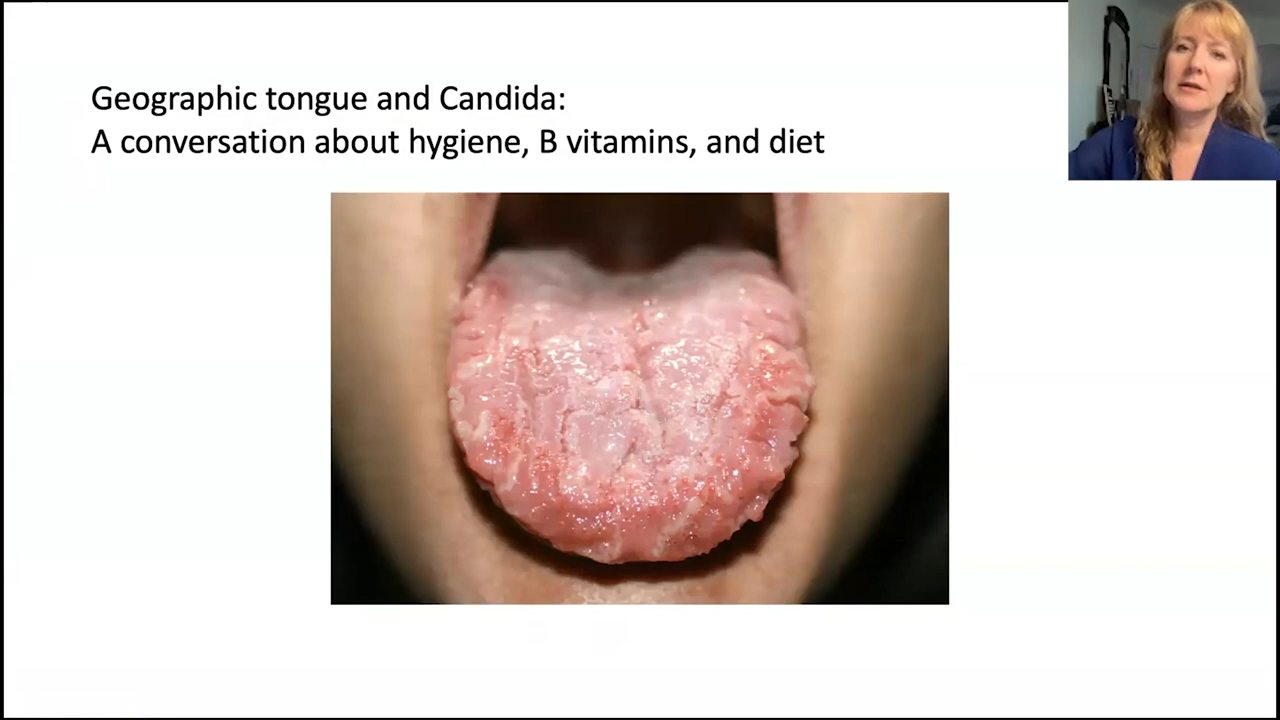 Geographic tongue and Candida:
A conversation about hygiene, B vitamins, and diet